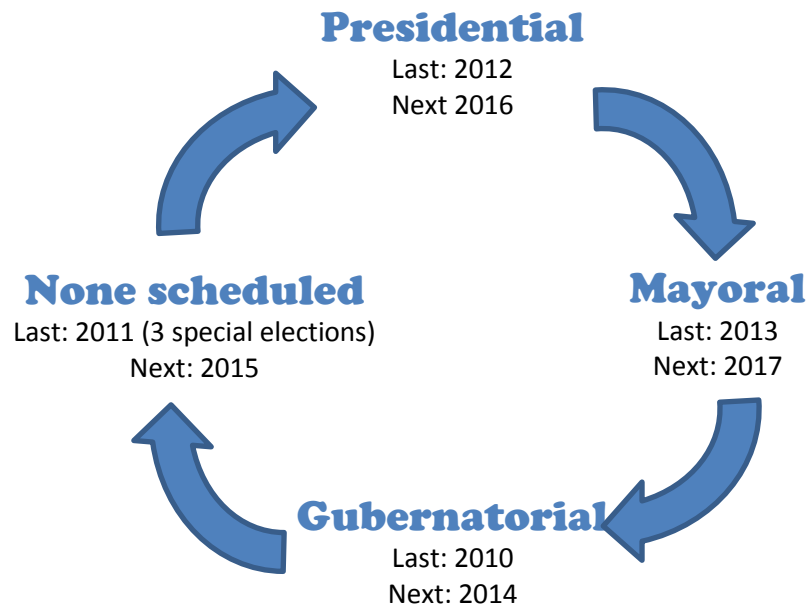 Presidential
Last: 2012
Next 2016
Mayoral
Last: 2013
Next: 2017
Gubernatorial
Last: 2010
Next: 2014
None scheduled
Last: 2011 (3 special elections)
Next: 2015